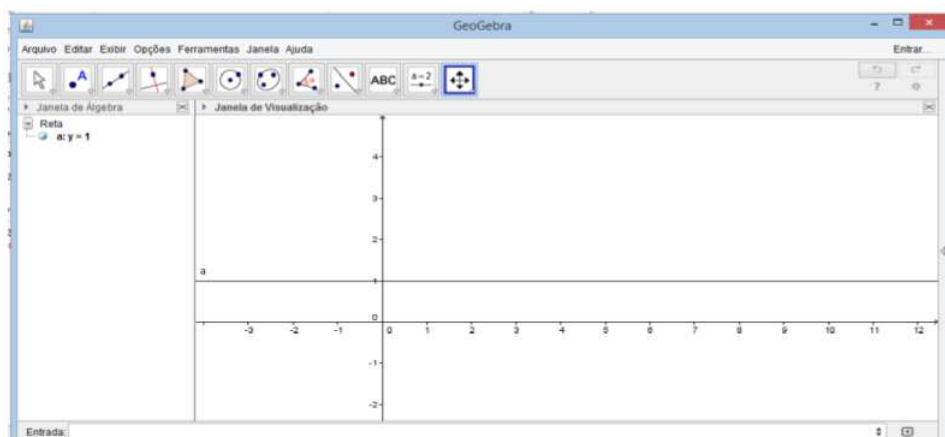 GeoGebra
Arquivo Editar Exibir Opções Ferramentas Janela Ajuda Entrar...
A ABC a=2 ?
Janela de Álgebra Janela de Visualização
Reta
a: y = 1
4
3
2
a
1
0
-3 -2 -1 0 1 2 3 4 5 6 7 8 9 10 11 12
-1
-2
Entrada: